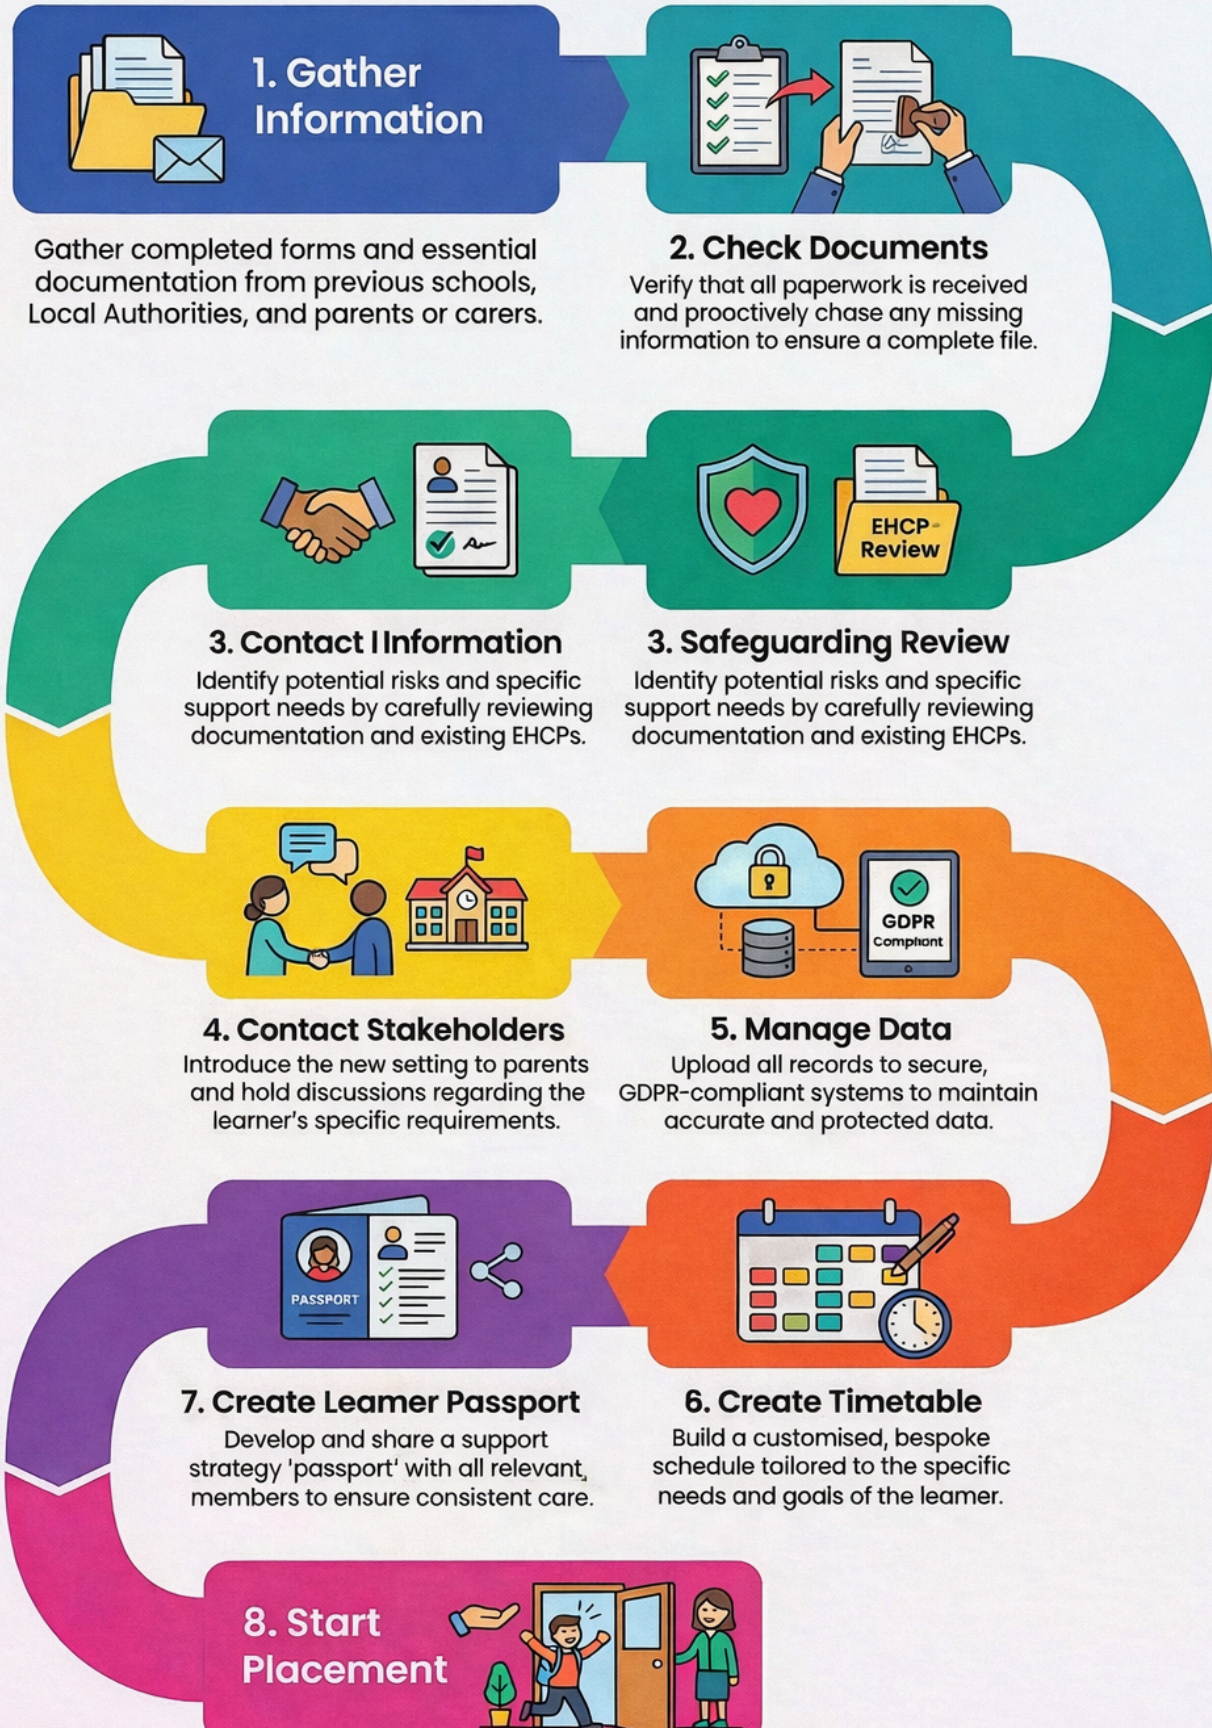 1. Gather
Information
Gather completed forms and essential
documentation from previous schools,
Local Authorities, and parents or carers.
2. Check Documents
Verify that all paperwork is received
and prooctively chase any missing
information to ensure a complete file.
EHCP
Review
3. Safeguarding Review
Identify potential risks and specific
support needs by carefully reviewing
documentation and existing EHCPs.
3. Contact I Information
Identify potential risks and specific
support needs by carefully reviewing
documentation and existing EHCPs.
4. Contact Stakeholders
Introduce the new setting to parents
and hold discussions regarding the
learner's specific requirements.
GDPR
Compliont
5. Manage Data
Upload all records to secure,
GDPR-compliant systems to maintain
accurate and protected data.
6. Create Timetable
Build a customised, bespoke
schedule tailored to the specific
needs and goals of the leamer.
PASSPORT
7. Create Leamer Passport
Develop and share a support
strategy 'passport' with all relevant,
members to ensure consistent care.
8. Start
Placement